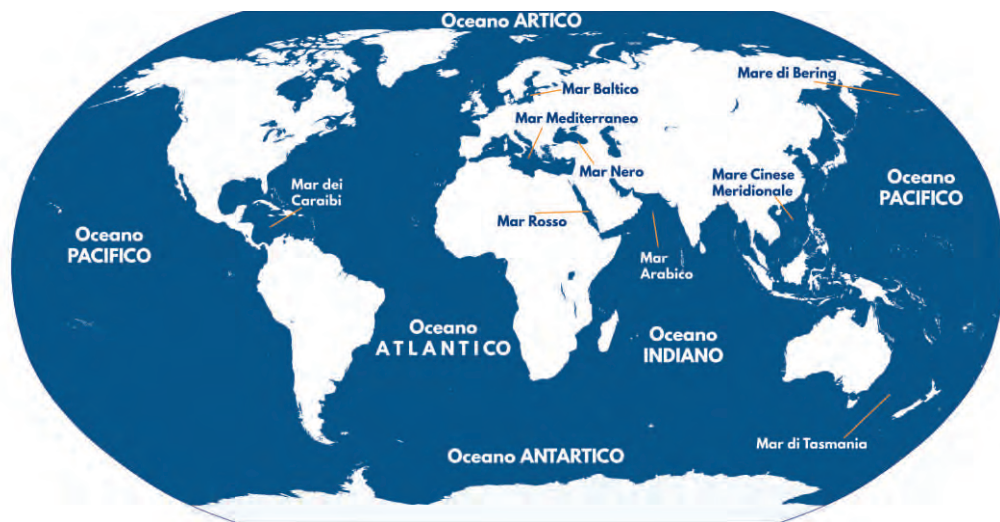 Oceano ARTICO
Mare di Bering
Mar Baltico
Mar Mediterraneo
Mar Nero
Mare Cinese
Meridionale
Oceano
PACIFICO
Mar dei
Caraibi
Mar Rosso
Oceano
PACIFICO
Mar
Arabico
Oceano
ATLANTICO
Oceano
INDIANO
Mar di Tasmania
Oceano ANTARTICO